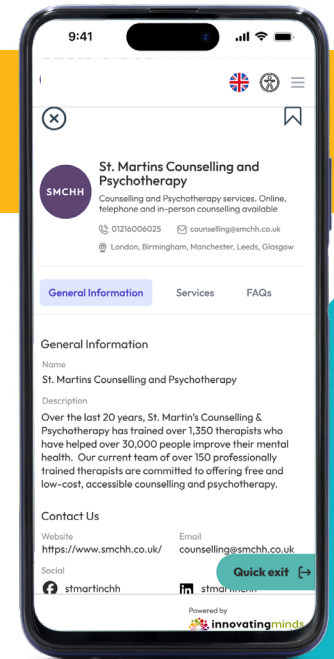 9:41
SMCHH
St. Martins Counselling and
Psychotherapy
Counselling and Psychotherapy services. Online,
telephone and in-person counselling available
01216006025 counselling@smchh.co.uk
London, Birmingham, Manchester, Leeds, Glasgow
General Information Services FAQs
General Information
Name
St. Martins Counselling and Psychotherapy
Description
Over the last 20 years, St. Martin's Counselling &
Psychotherapy has trained over 1,350 therapists who
have helped over 30,000 people improve their mental
health. Our current team of over 150 professionally
trained therapists are committed to offering free and
low-cost, accessible counselling and psychotherapy.
Contact Us
Website Email
https://www.smchh.co.uk/ counselling@smchh.co.uk
Social
Quick exit
stmartinchh
Powered by
innovatingminds